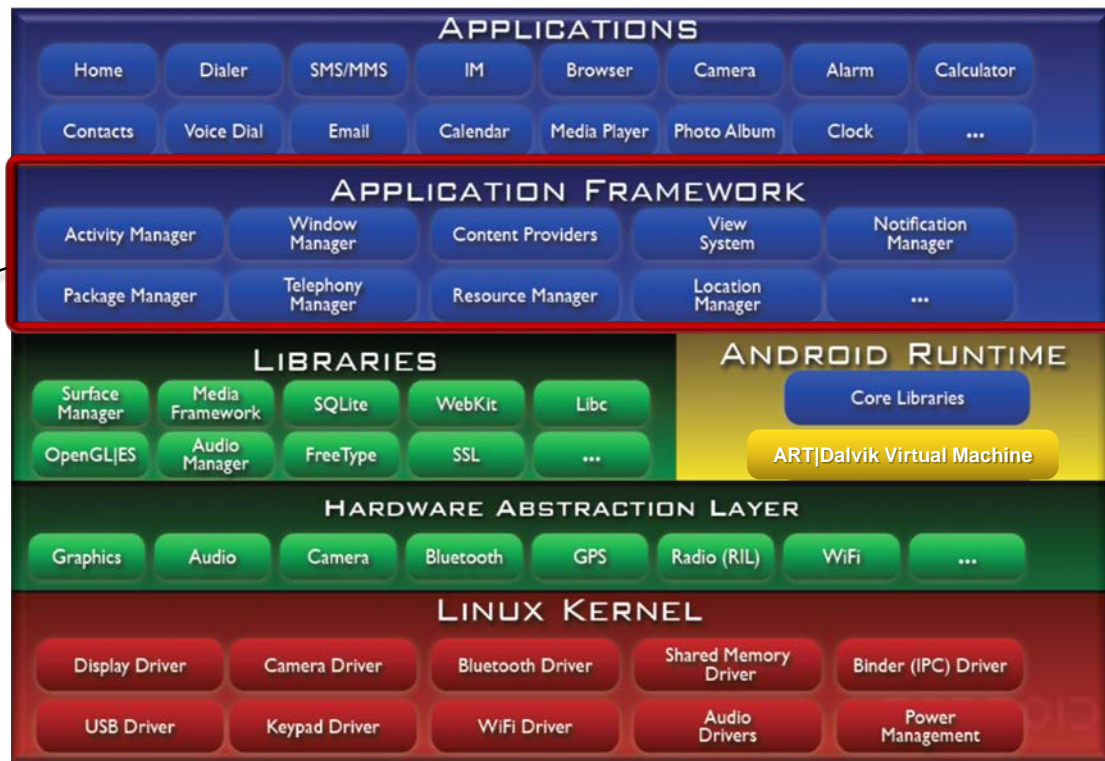 APPLICATIONS
Home Dialer SMS/MMS IM Browser Camera Alarm Calculator
Contacts Voice Dial Email Calendar Media Player Photo Album Clock ...
APPLICATION FRAMEWORK
Activity Manager Window Manager Content Providers View System Notification Manager
Package Manager Telephony Manager Resource Manager Location Manager ...
LIBRARIES
Surface Manager Media Framework SQLite WebKit Libc
OpenGL|ES Audio Manager FreeType SSL ...
ANDROID RUNTIME
Core Libraries
ART|Dalvik Virtual Machine
HARDWARE ABSTRACTION LAYER
Graphics Audio Camera Bluetooth GPS Radio (RIL) WiFi ...
LINUX KERNEL
Display Driver Camera Driver Bluetooth Driver Shared Memory Driver Binder (IPC) Driver
USB Driver Keypad Driver WiFi Driver Audio Drivers Power Management